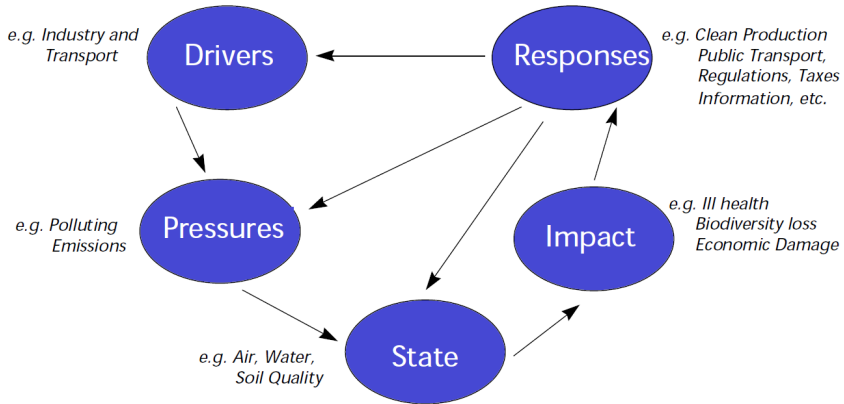 e.g. Industry and
Transport
Drivers
Responses
e.g. Clean Production
Public Transport,
Regulations, Taxes
Information, etc.
e.g. Polluting
Emissions
Pressures
Impact
e.g. Ill health
Biodiversity loss
Economic Damage
e.g. Air, Water,
Soil Quality
State